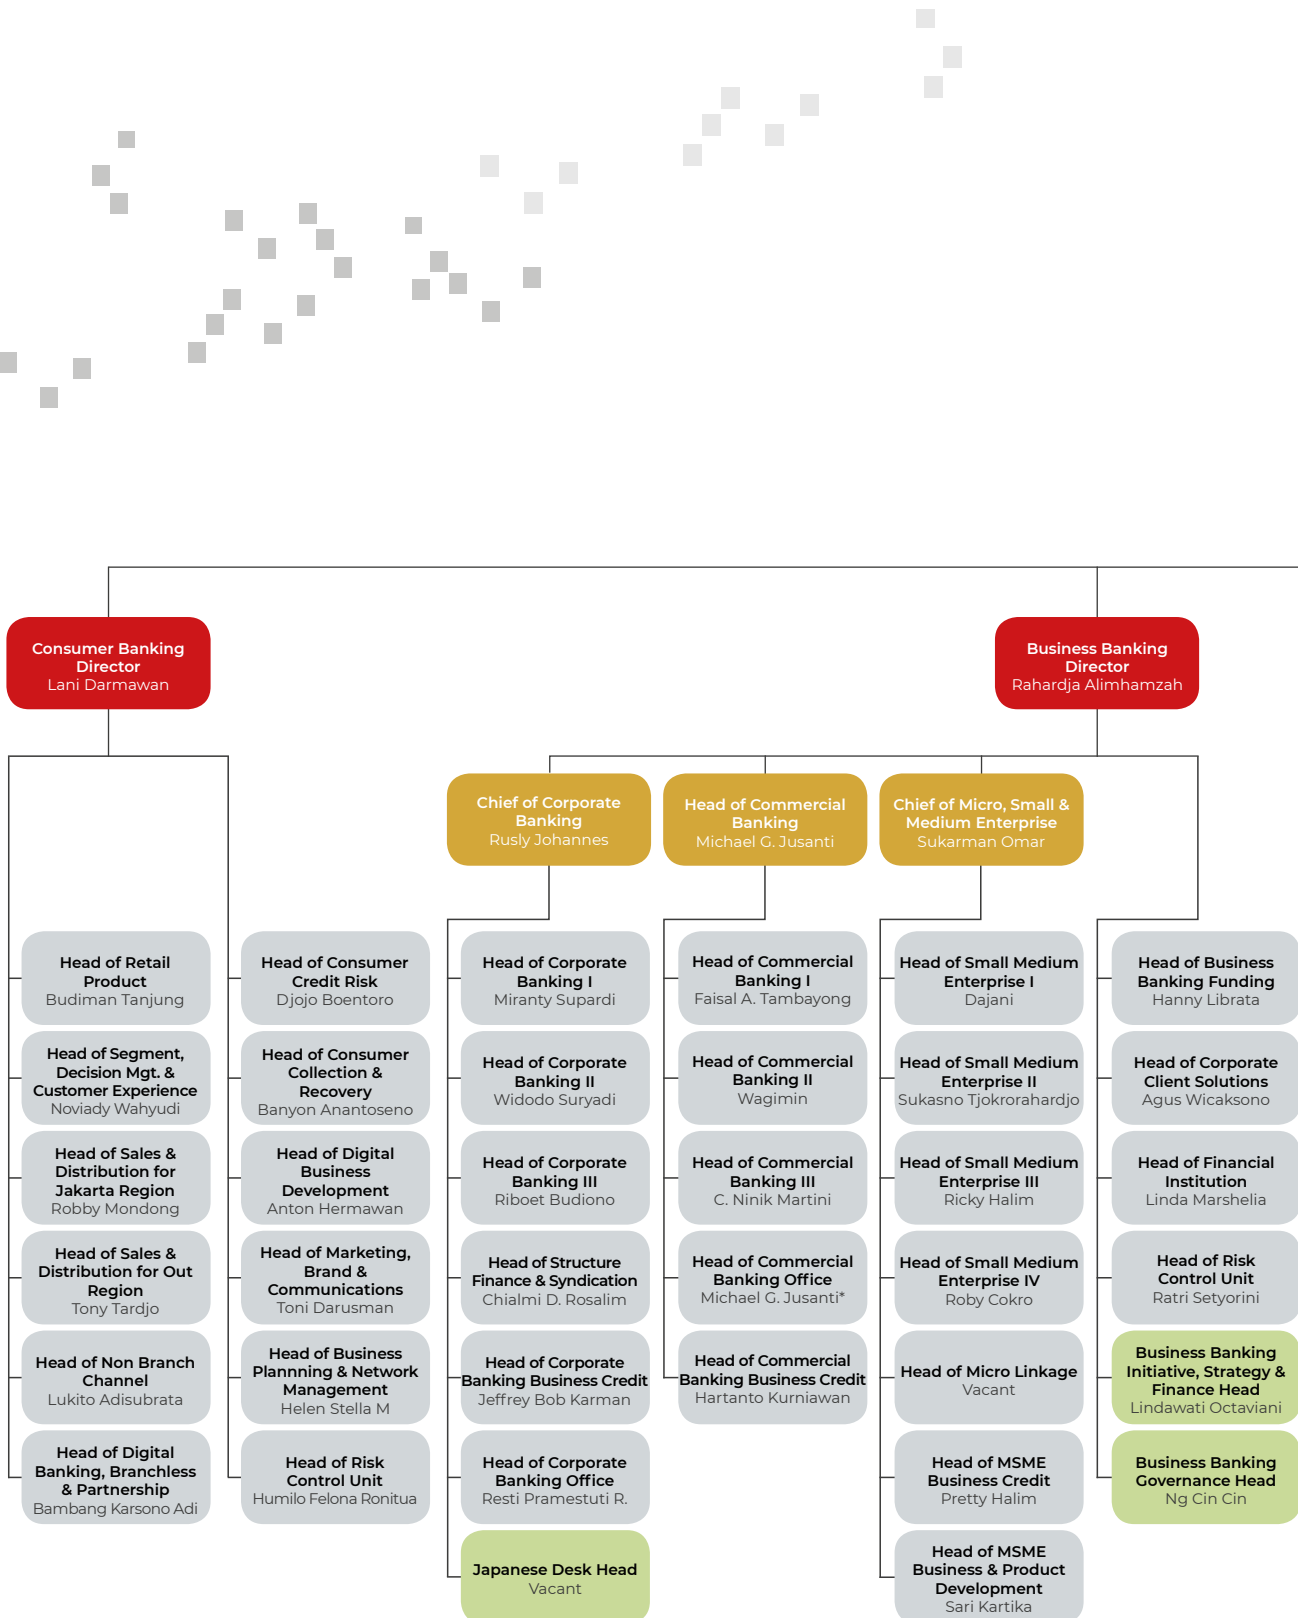 Consumer Banking
Director
Lani Darmawan
Business Banking
Director
Rahardja Alimhamzah
Chief of Corporate
Banking
Rusly Johannes
Head of Commercial
Banking
Michael G. Jusanti
Chief of Micro, Small &
Medium Enterprise
Sukarman Omar
Head of Retail
Product
Budiman Tanjung
Head of Segment,
Decision Mgt. &
Customer Experience
Noviady Wahyudi
Head of Sales &
Distribution for
Jakarta Region
Robby Mondong
Head of Sales &
Distribution for Out
Region
Tony Tardjo
Head of Non Branch
Channel
Lukito Adisubrata
Head of Digital
Banking, Branchless
& Partnership
Bambang Karsono Adi
Head of Consumer
Credit Risk
Djojo Boentoro
Head of Consumer
Collection &
Recovery
Banyon Anantoseno
Head of Digital
Business
Development
Anton Hermawan
Head of Marketing,
Brand &
Communications
Toni Darusman
Head of Business
Plannning & Network
Management
Helen Stella M
Head of Risk
Control Unit
Humilo Felona Ronitua
Head of Corporate
Banking I
Miranty Supardi
Head of Corporate
Banking II
Widodo Suryadi
Head of Corporate
Banking III
Riboet Budiono
Head of Structure
Finance & Syndication
Chialmi D. Rosalim
Head of Corporate
Banking Business Credit
Jeffrey Bob Karman
Head of Corporate
Banking Office
Resti Pramestuti R.
Japanese Desk Head
Vacant
Head of Commercial
Banking I
Faisal A. Tambayong
Head of Commercial
Banking II
Wagimin
Head of Commercial
Banking III
C. Ninik Martini
Head of Commercial
Banking Office
Michael G. Jusanti*
Head of Commercial
Banking Business Credit
Hartanto Kurniawan
Head of Small Medium
Enterprise I
Dajani
Head of Small Medium
Enterprise II
Sukasno Tjokrorahardjo
Head of Small Medium
Enterprise III
Ricky Halim
Head of Small Medium
Enterprise IV
Roby Cokro
Head of Micro Linkage
Vacant
Head of MSME
Business Credit
Pretty Halim
Head of MSME
Business & Product
Development
Sari Kartika
Head of Business
Banking Funding
Hanny Librata
Head of Corporate
Client Solutions
Agus Wicaksono
Head of Financial
Institution
Linda Marshelia
Head of Risk
Control Unit
Ratri Setyorini
Business Banking
Initiative, Strategy &
Finance Head
Lindawati Octaviani
Business Banking
Governance Head
Ng Cin Cin